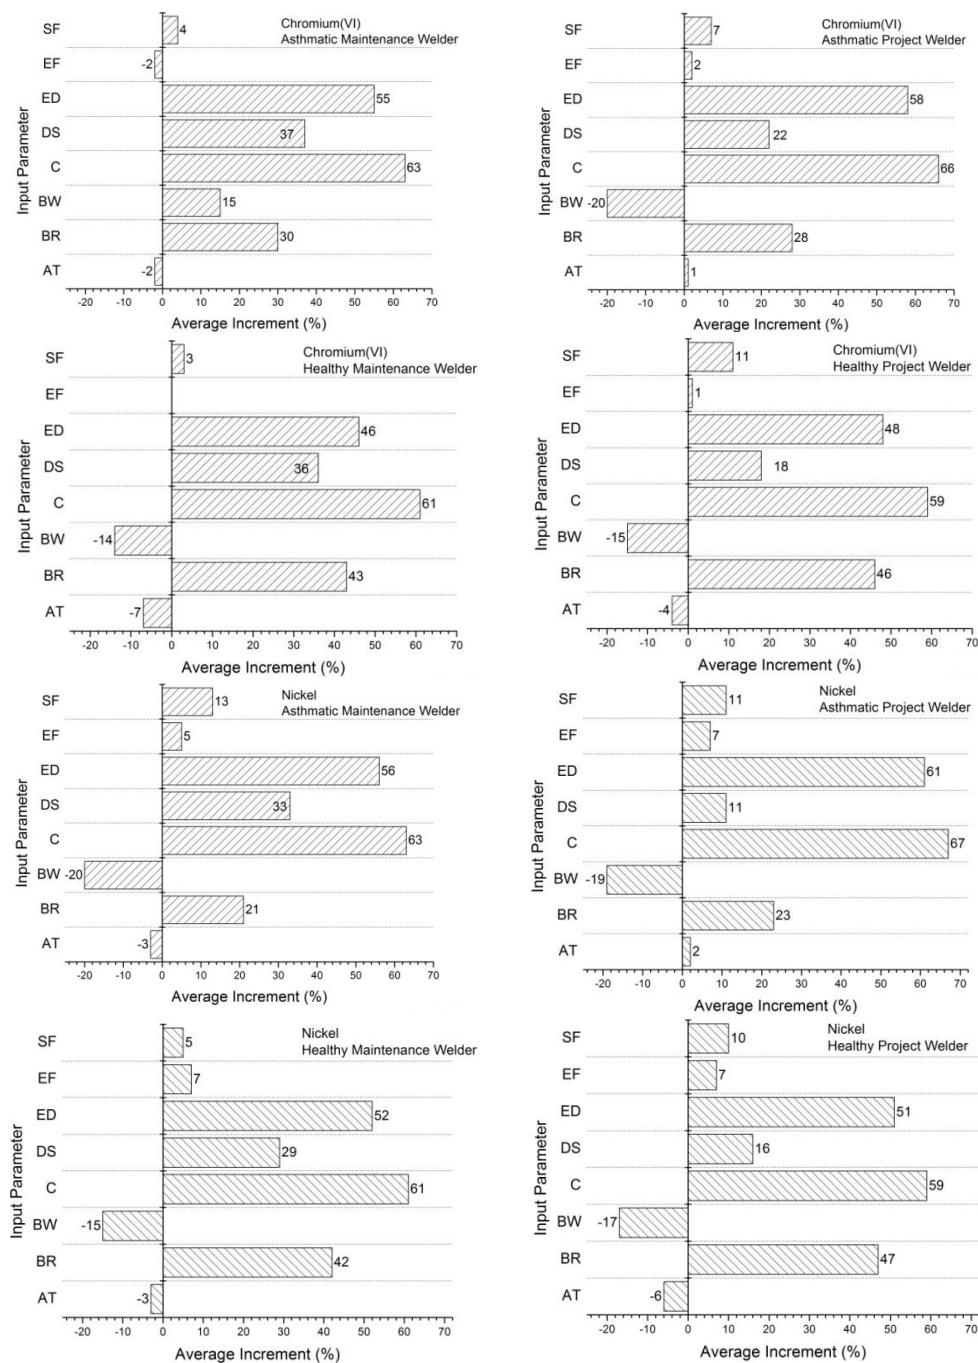 Chromium(VI)
Asthmatic Maintenance Welder
Input Parameter
SF 4
EF -2
ED 55
DS 37
C 63
BW 15
BR 30
AT -2
-20 -10 0 10 20 30 40 50 60 70
Average Increment (%)
Chromium(VI)
Asthmatic Project Welder
Input Parameter
SF 7
EF 2
ED 58
DS 22
C 66
BW -20
BR 28
AT 1
-20 -10 0 10 20 30 40 50 60 70
Average Increment (%)
Chromium(VI)
Healthy Maintenance Welder
Input Parameter
SF 3
EF
ED 46
DS 36
C 61
BW -14
BR 43
AT -7
-20 -10 0 10 20 30 40 50 60 70
Average Increment (%)
Chromium(VI)
Healthy Project Welder
Input Parameter
SF 11
EF 1
ED 48
DS 18
C 59
BW -15
BR 46
AT -4
-20 -10 0 10 20 30 40 50 60 70
Average Increment (%)
Nickel
Asthmatic Maintenance Welder
Input Parameter
SF 13
EF 5
ED 56
DS 33
C 63
BW -20
BR 21
AT -3
-20 -10 0 10 20 30 40 50 60 70
Average Increment (%)
Nickel
Asthmatic Project Welder
Input Parameter
SF 11
EF 7
ED 61
DS 11
C 67
BW -19
BR 23
AT 2
-20 -10 0 10 20 30 40 50 60 70
Average Increment (%)
Nickel
Healthy Maintenance Welder
Input Parameter
SF 5
EF 7
ED 52
DS 29
C 61
BW -15
BR 42
AT -3
-20 -10 0 10 20 30 40 50 60 70
Average Increment (%)
Nickel
Healthy Project Welder
Input Parameter
SF 10
EF 7
ED 51
DS 16
C 59
BW -17
BR 47
AT -6
-20 -10 0 10 20 30 40 50 60 70
Average Increment (%)